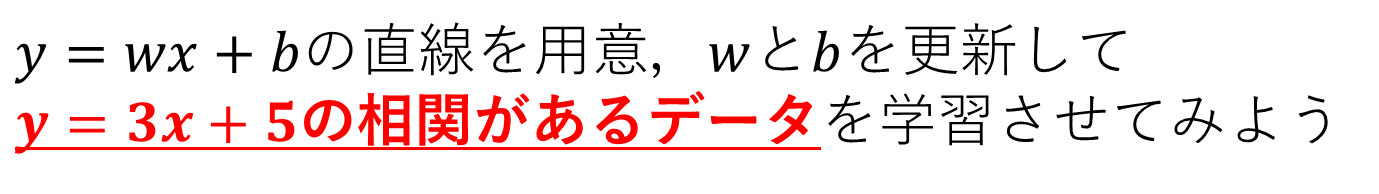 y = wx + bの直線を用意，wとbを更新して
y = 3x + 5の相関があるデータを学習させてみよう